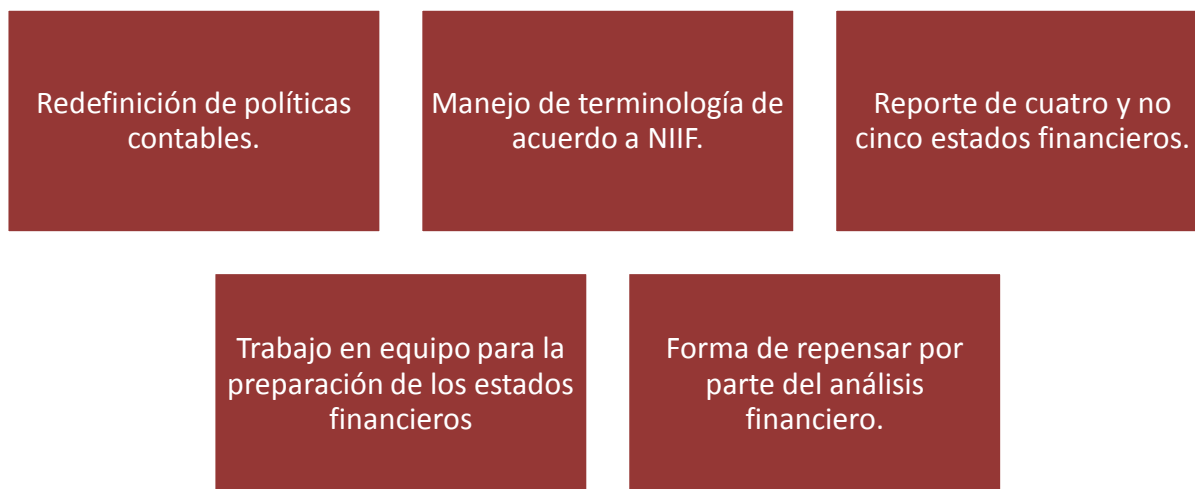 Redefinición de políticas
contables.
Manejo de terminología de
acuerdo a NIIF.
Reporte de cuatro y no
cinco estados financieros.
Trabajo en equipo para la
preparación de los estados
financieros
Forma de repensar por
parte del análisis
financiero.